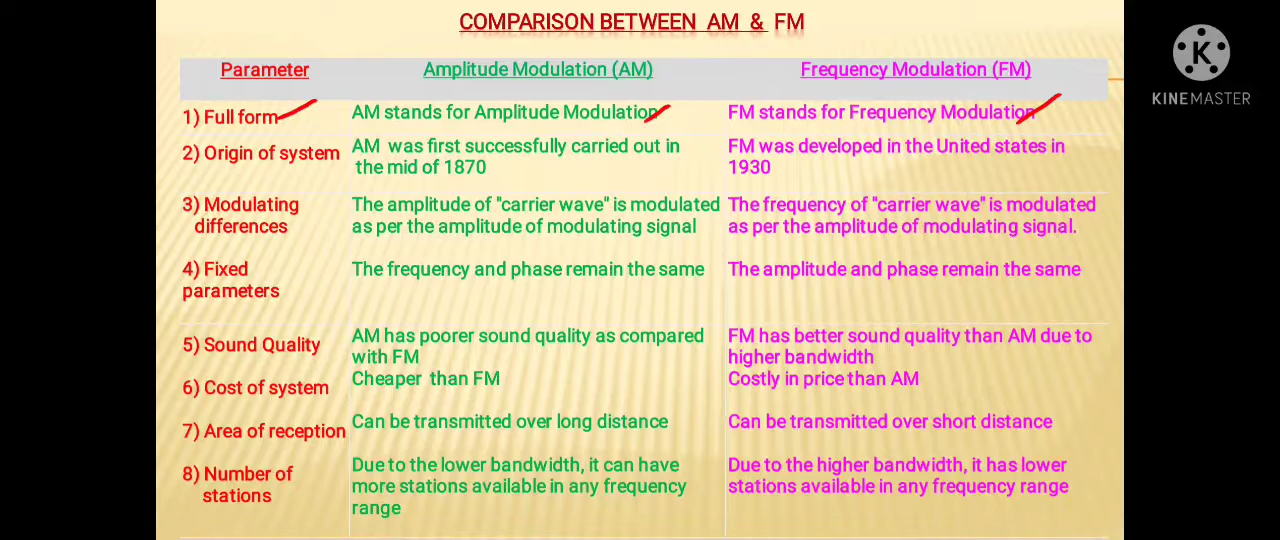 COMPARISON BETWEEN AM & FM
Parameter
Amplitude Modulation (AM)
Frequency Modulation (FM)
1) Full form
AM stands for Amplitude Modulation
FM stands for Frequency Modulation
2) Origin of system
AM was first successfully carried out in
the mid of 1870
FM was developed in the United states in
1930
3) Modulating
differences
The amplitude of "carrier wave" is modulated
as per the amplitude of modulating signal
The frequency of "carrier wave" is modulated
as per the amplitude of modulating signal.
4) Fixed
parameters
The frequency and phase remain the same
The amplitude and phase remain the same
5) Sound Quality
AM has poorer sound quality as compared
with FM
FM has better sound quality than AM due to
higher bandwidth
6) Cost of system
Cheaper than FM
Costly in price than AM
7) Area of reception
Can be transmitted over long distance
Can be transmitted over short distance
8) Number of
stations
Due to the lower bandwidth, it can have
more stations available in any frequency
range
Due to the higher bandwidth, it has lower
stations available in any frequency range
K
KINEMASTER